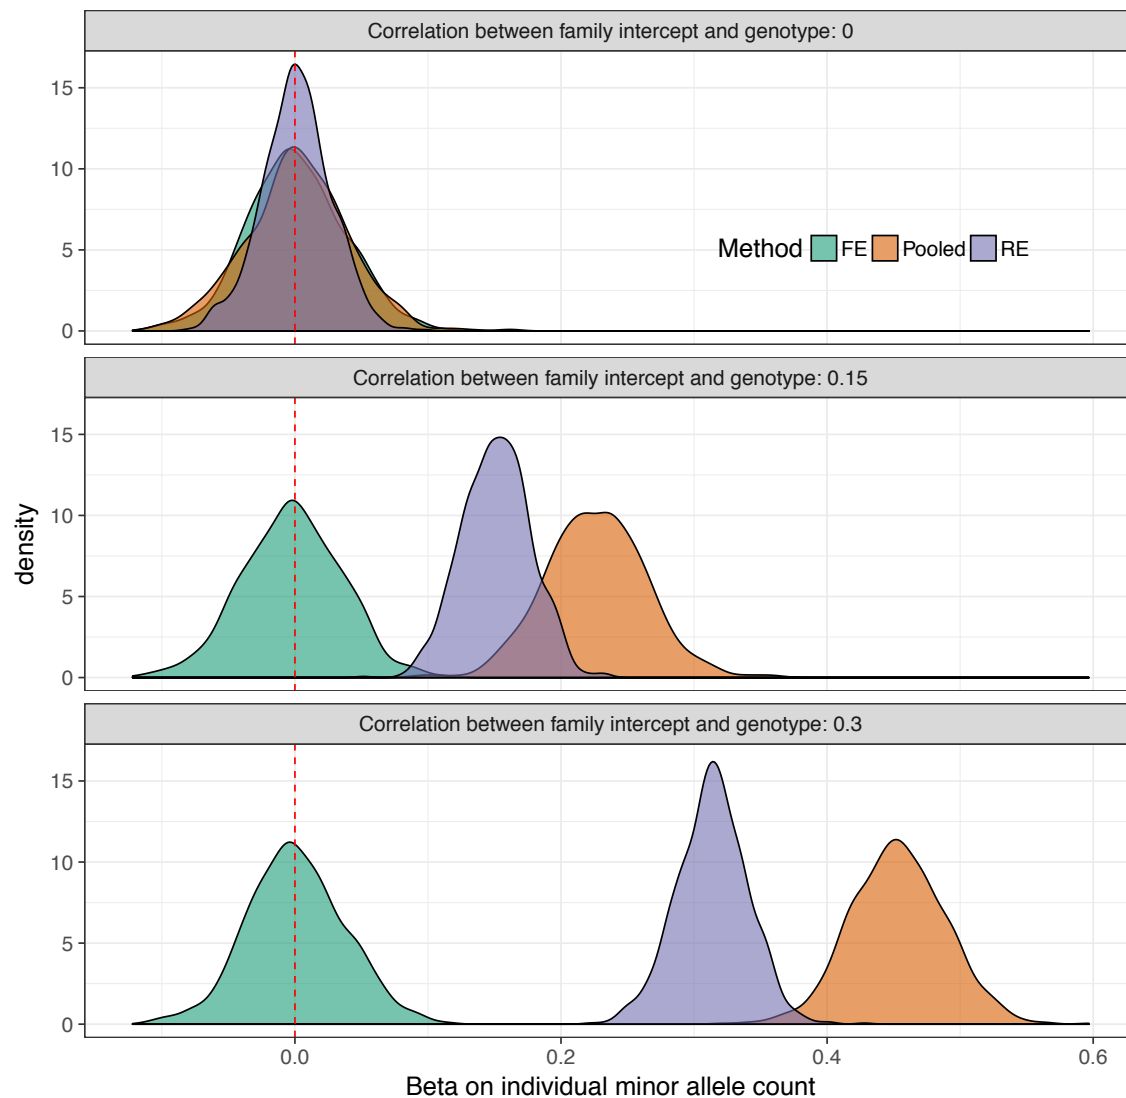 Correlation between family intercept and genotype: 0
15
10
5
0
Method FE Pooled RE
Correlation between family intercept and genotype: 0.15
15
10
5
0
density
Correlation between family intercept and genotype: 0.3
15
10
5
0
0.0 0.2 0.4 0.6
Beta on individual minor allele count